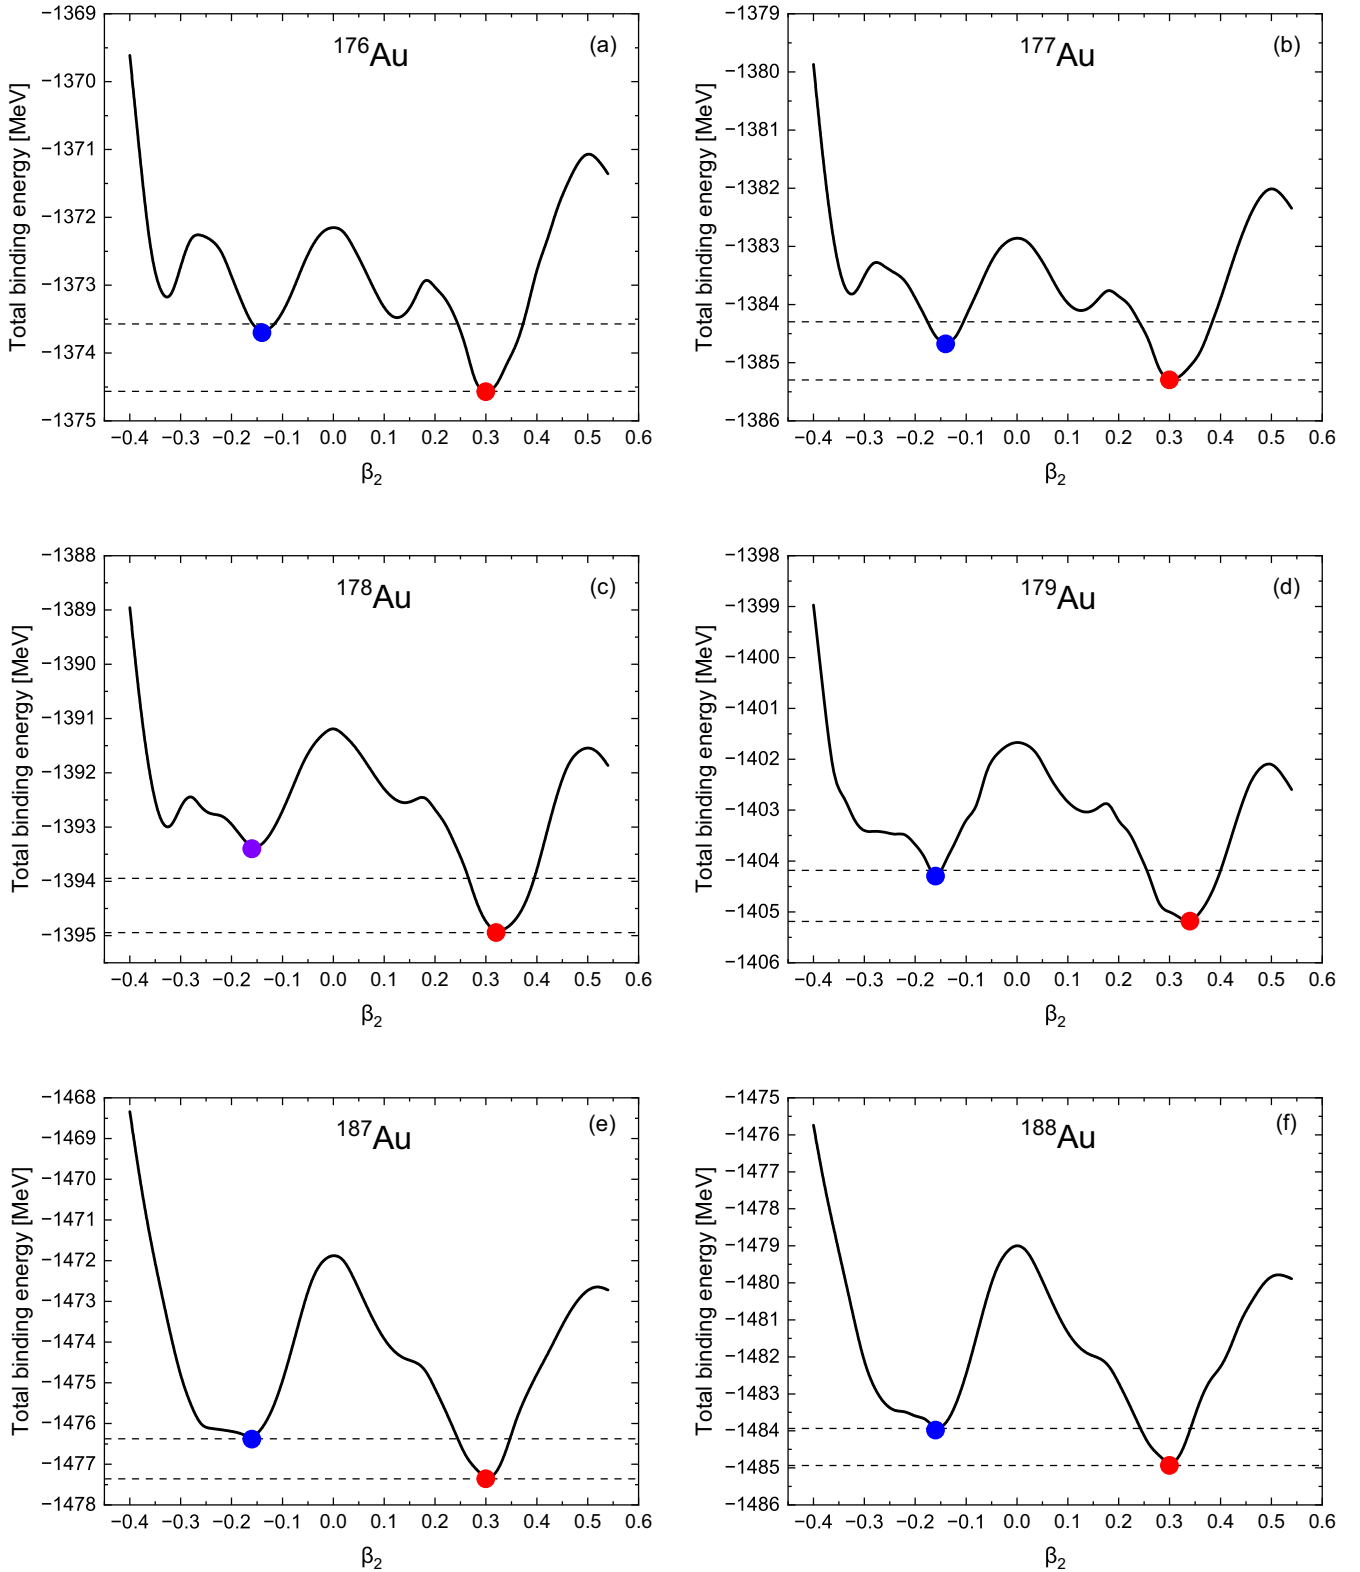 176Au
(a)
Total binding energy [MeV]
−1369
−1370
−1371
−1372
−1373
−1374
−1375
−0.4 −0.3 −0.2 −0.1 0.0 0.1 0.2 0.3 0.4 0.5 0.6
β2
177Au
(b)
Total binding energy [MeV]
−1379
−1380
−1381
−1382
−1383
−1384
−1385
−1386
−0.4 −0.3 −0.2 −0.1 0.0 0.1 0.2 0.3 0.4 0.5 0.6
β2
178Au
(c)
Total binding energy [MeV]
−1388
−1389
−1390
−1391
−1392
−1393
−1394
−1395
−0.4 −0.3 −0.2 −0.1 0.0 0.1 0.2 0.3 0.4 0.5 0.6
β2
179Au
(d)
Total binding energy [MeV]
−1398
−1399
−1400
−1401
−1402
−1403
−1404
−1405
−1406
−0.4 −0.3 −0.2 −0.1 0.0 0.1 0.2 0.3 0.4 0.5 0.6
β2
187Au
(e)
Total binding energy [MeV]
−1468
−1469
−1470
−1471
−1472
−1473
−1474
−1475
−1476
−1477
−1478
−0.4 −0.3 −0.2 −0.1 0.0 0.1 0.2 0.3 0.4 0.5 0.6
β2
188Au
(f)
Total binding energy [MeV]
−1475
−1476
−1477
−1478
−1479
−1480
−1481
−1482
−1483
−1484
−1485
−1486
−0.4 −0.3 −0.2 −0.1 0.0 0.1 0.2 0.3 0.4 0.5 0.6
β2